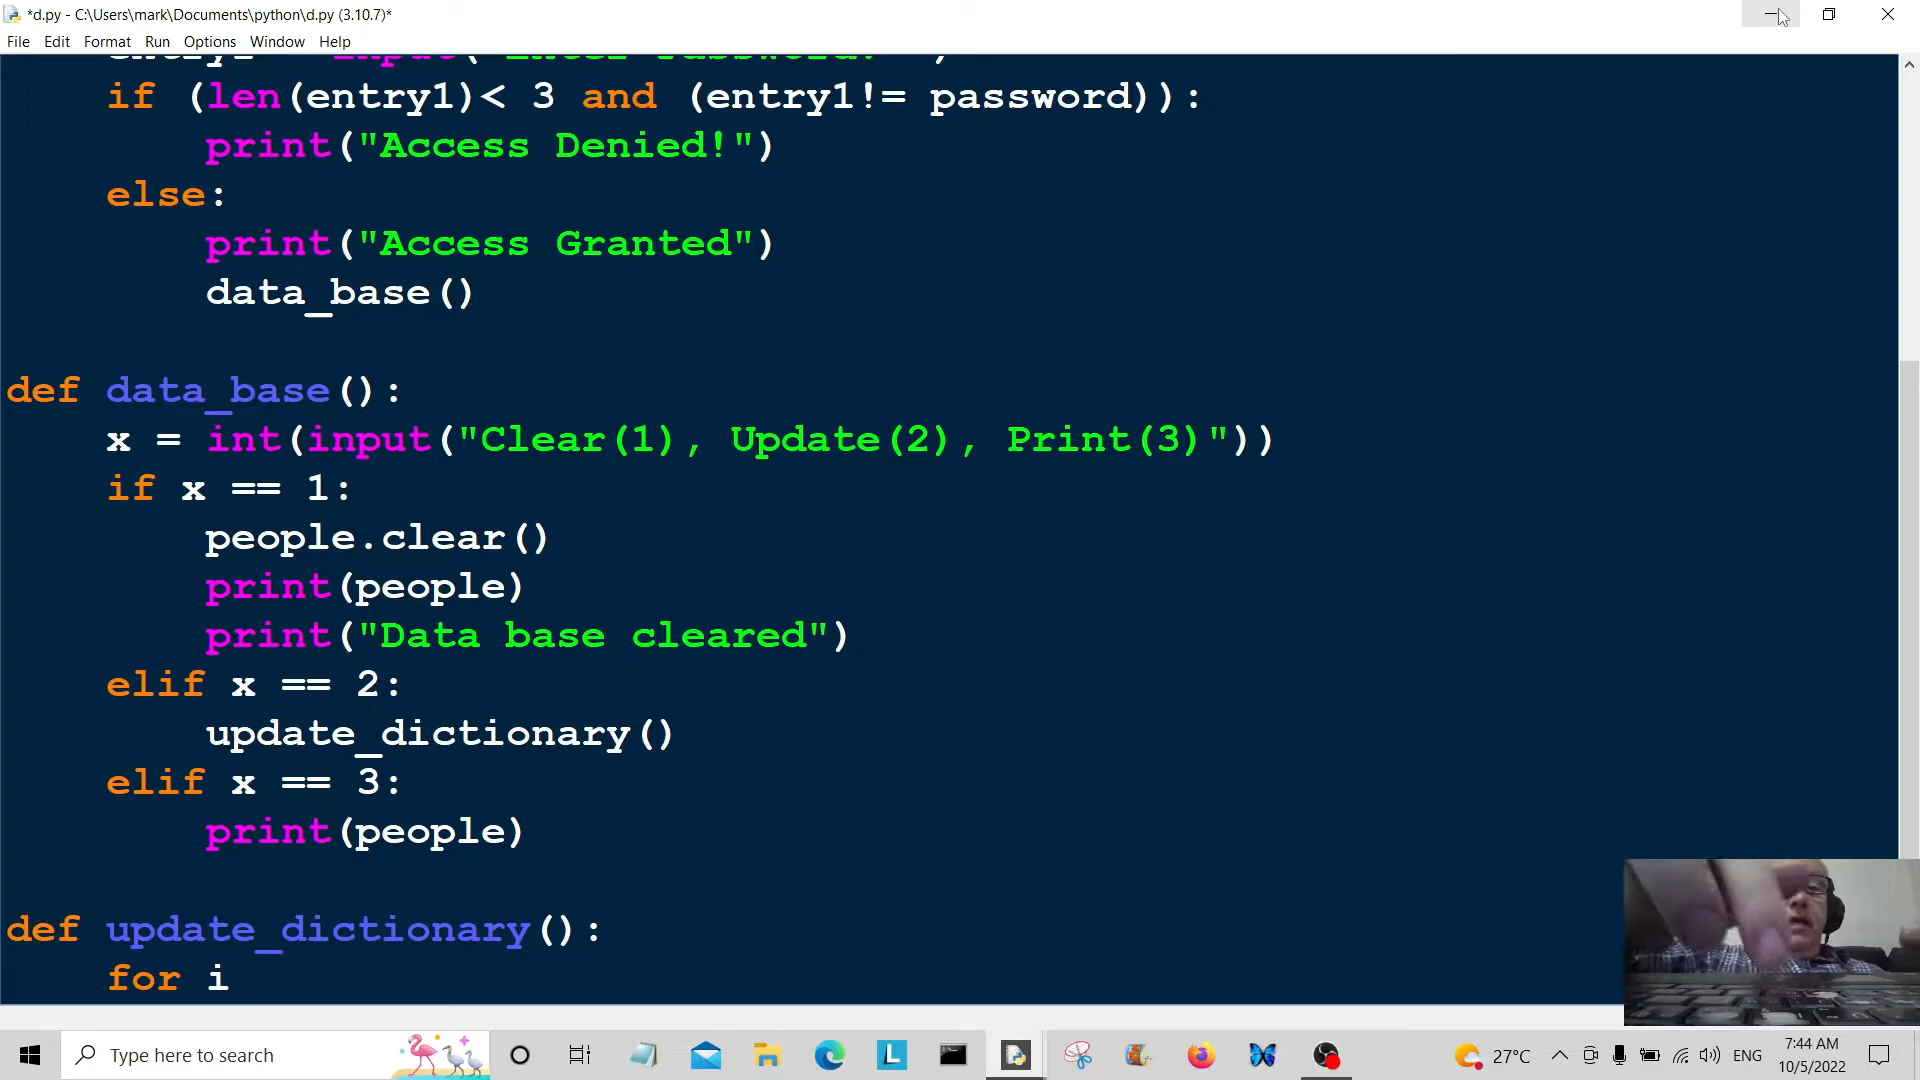 *d.py - C:\Users\mark\Documents\python\d.py (3.10.7)*
File Edit Format Run Options Window Help
if (len(entry1)< 3 and (entry1!= password)):
print("Access Denied!")
else:
print("Access Granted")
data_base()
def data_base():
x = int(input("Clear(1), Update(2), Print(3)"))
if x == 1:
people.clear()
print(people)
print("Data base cleared")
elif x == 2:
update_dictionary()
elif x == 3:
print(people)
def update_dictionary():
for i
Type here to search
L
27°C
ENG
7:44 AM
10/5/2022